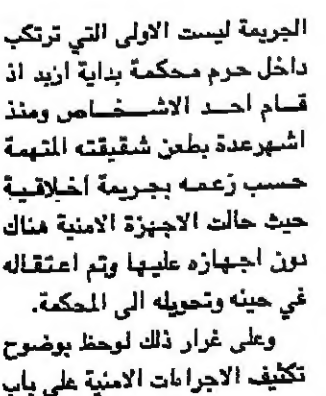 الجريمة ليست الاولى التي ترتكب
داخل حرم محكمة بداية اربد اذ
قام احد الاشخاص ومنذ
اشهر عدة بطعن شقيقته المتهمة
حسب زعمه بجريمة اخلاقية
حيث حالت الاجهزة الامنية هناك
دون اجهازه عليها وتم اعتقاله
في حينه وتحويله الى المحكمة.
وعلى غرار ذلك لوحظ بوضوح
تكثيف الاجراءات الامنية على باب